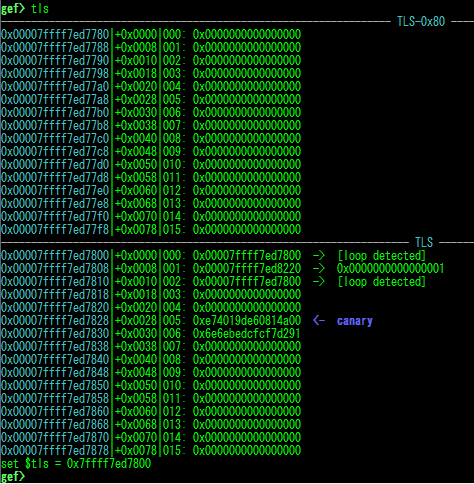 gef> tls
TLS-0x80
0x00007ffff7ed7780|+0x0000|000: 0x0000000000000000
0x00007ffff7ed7788|+0x0008|001: 0x0000000000000000
0x00007ffff7ed7790|+0x0010|002: 0x0000000000000000
0x00007ffff7ed7798|+0x0018|003: 0x0000000000000000
0x00007ffff7ed77a0|+0x0020|004: 0x0000000000000000
0x00007ffff7ed77a8|+0x0028|005: 0x0000000000000000
0x00007ffff7ed77b0|+0x0030|006: 0x0000000000000000
0x00007ffff7ed77b8|+0x0038|007: 0x0000000000000000
0x00007ffff7ed77c0|+0x0040|008: 0x0000000000000000
0x00007ffff7ed77c8|+0x0048|009: 0x0000000000000000
0x00007ffff7ed77d0|+0x0050|010: 0x0000000000000000
0x00007ffff7ed77d8|+0x0058|011: 0x0000000000000000
0x00007ffff7ed77e0|+0x0060|012: 0x0000000000000000
0x00007ffff7ed77e8|+0x0068|013: 0x0000000000000000
0x00007ffff7ed77f0|+0x0070|014: 0x0000000000000000
0x00007ffff7ed77f8|+0x0078|015: 0x0000000000000000
TLS
0x00007ffff7ed7800|+0x0000|000: 0x00007ffff7ed7800 -> [loop detected]
0x00007ffff7ed7808|+0x0008|001: 0x00007ffff7ed8220 -> 0x0000000000000001
0x00007ffff7ed7810|+0x0010|002: 0x00007ffff7ed7800 -> [loop detected]
0x00007ffff7ed7818|+0x0018|003: 0x0000000000000000
0x00007ffff7ed7820|+0x0020|004: 0x0000000000000000
0x00007ffff7ed7828|+0x0028|005: 0xe74019de60814a00 <- canary
0x00007ffff7ed7830|+0x0030|006: 0x6e6ebedcfcf7d291
0x00007ffff7ed7838|+0x0038|007: 0x0000000000000000
0x00007ffff7ed7840|+0x0040|008: 0x0000000000000000
0x00007ffff7ed7848|+0x0048|009: 0x0000000000000000
0x00007ffff7ed7850|+0x0050|010: 0x0000000000000000
0x00007ffff7ed7858|+0x0058|011: 0x0000000000000000
0x00007ffff7ed7860|+0x0060|012: 0x0000000000000000
0x00007ffff7ed7868|+0x0068|013: 0x0000000000000000
0x00007ffff7ed7870|+0x0070|014: 0x0000000000000000
0x00007ffff7ed7878|+0x0078|015: 0x0000000000000000
set $tls = 0x7ffff7ed7800
gef>